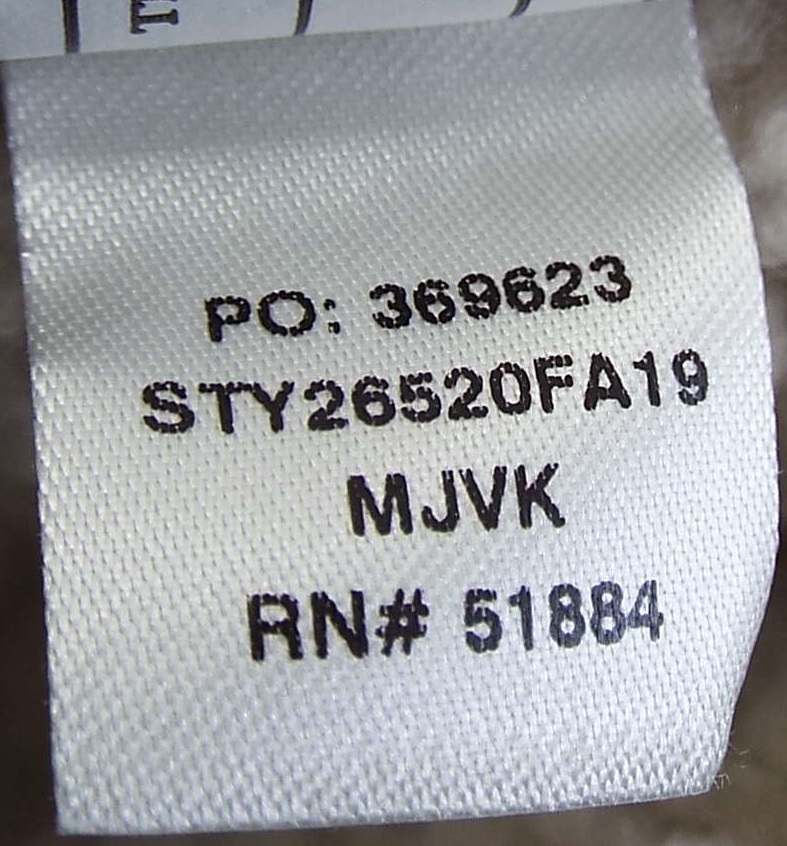 PO: 369623
STY26520FA19
MJVK
RN# 51884